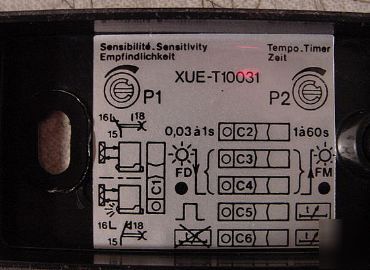 Sensibilité.Sensitivity Tempo.Timer
Empfindlichkeit Zeit
XUE-T10031
P1 P2
16 18
15
0,03 à 1s C2 1 à 60s
C3
C1 FD C4 FM
16 18
15
C5
C6